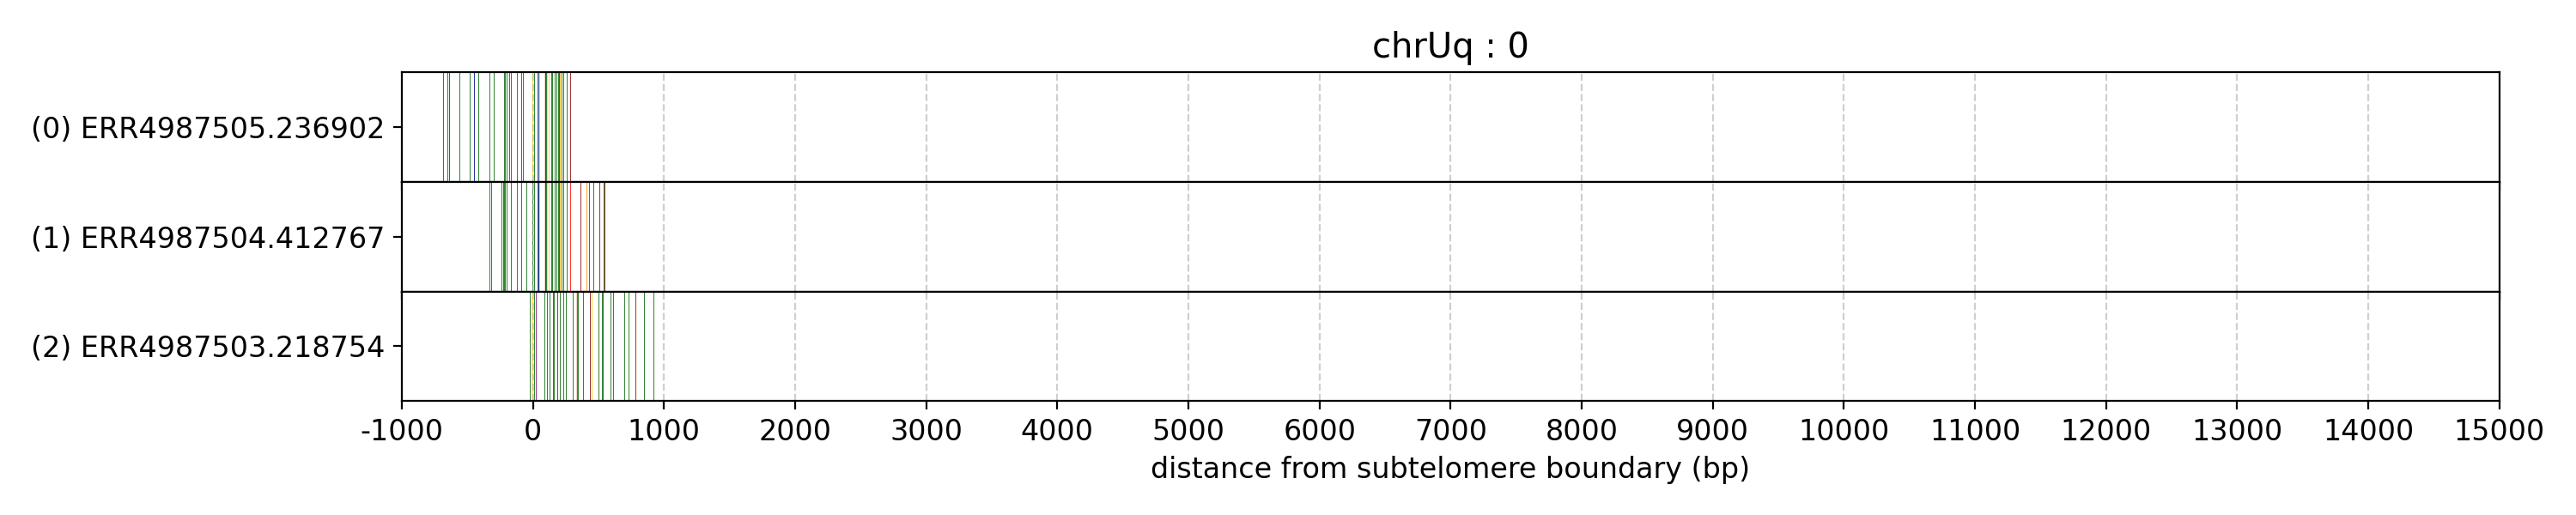 chrUq : 0
(0) ERR4987505.236902
(1) ERR4987504.412767
(2) ERR4987503.218754
-1000 0 1000 2000 3000 4000 5000 6000 7000 8000 9000 10000 11000 12000 13000 14000 15000
distance from subtelomere boundary (bp)